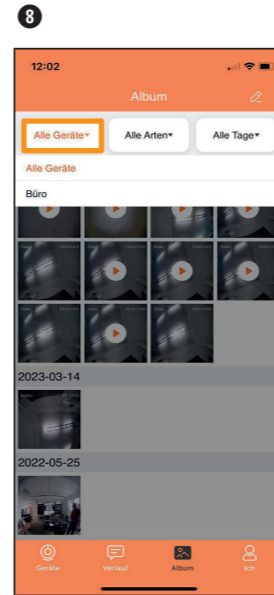 8
12:02
Album
Alle Geräte▾ Alle Arten▾ Alle Tage▾
Alle Geräte
Büro
2023-03-14
2022-05-25
Geräte Verlauf Album Ich